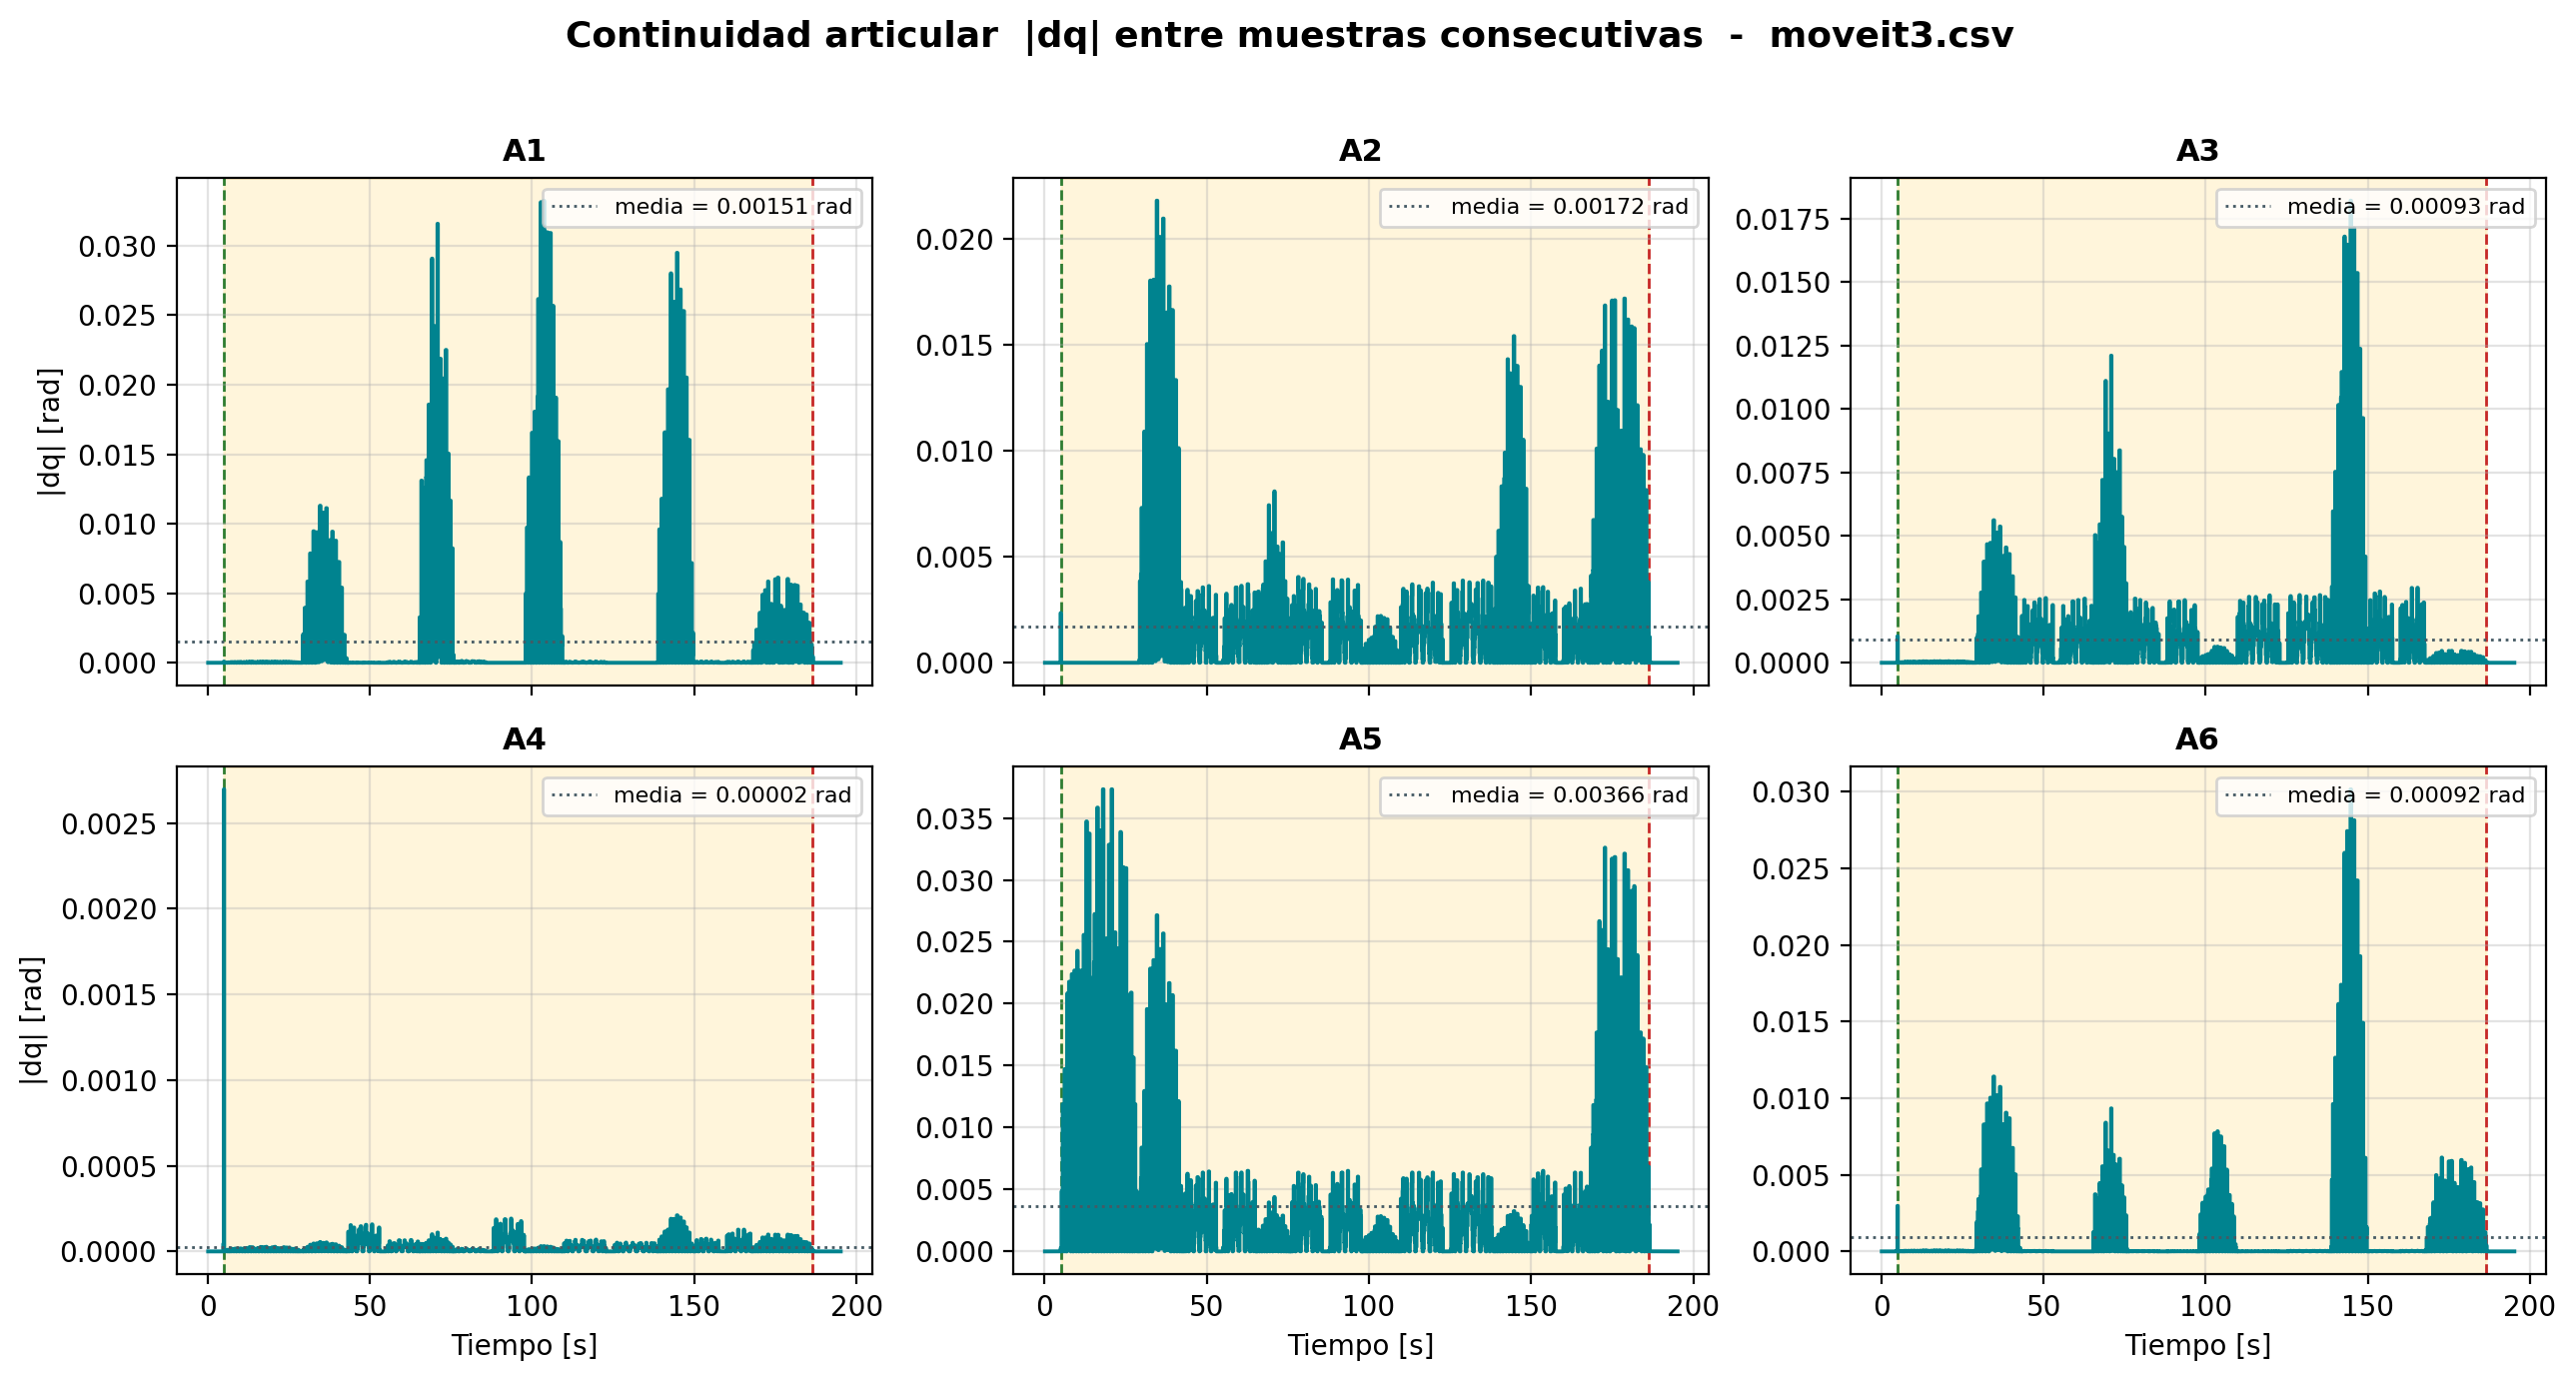 Continuidad articular |dq| entre muestras consecutivas - moveit3.csv
A1
A2
A3
media = 0.00151 rad
media = 0.00172 rad
media = 0.00093 rad
|dq| [rad]
0.030
0.025
0.020
0.015
0.010
0.005
0.000
0.020
0.015
0.010
0.005
0.000
0.0175
0.0150
0.0125
0.0100
0.0075
0.0050
0.0025
0.0000
A4
A5
A6
media = 0.00002 rad
media = 0.00366 rad
media = 0.00092 rad
|dq| [rad]
0.0025
0.0020
0.0015
0.0010
0.0005
0.0000
0.035
0.030
0.025
0.020
0.015
0.010
0.005
0.000
0.030
0.025
0.020
0.015
0.010
0.005
0.000
0 50 100 150 200
0 50 100 150 200
0 50 100 150 200
Tiempo [s]
Tiempo [s]
Tiempo [s]